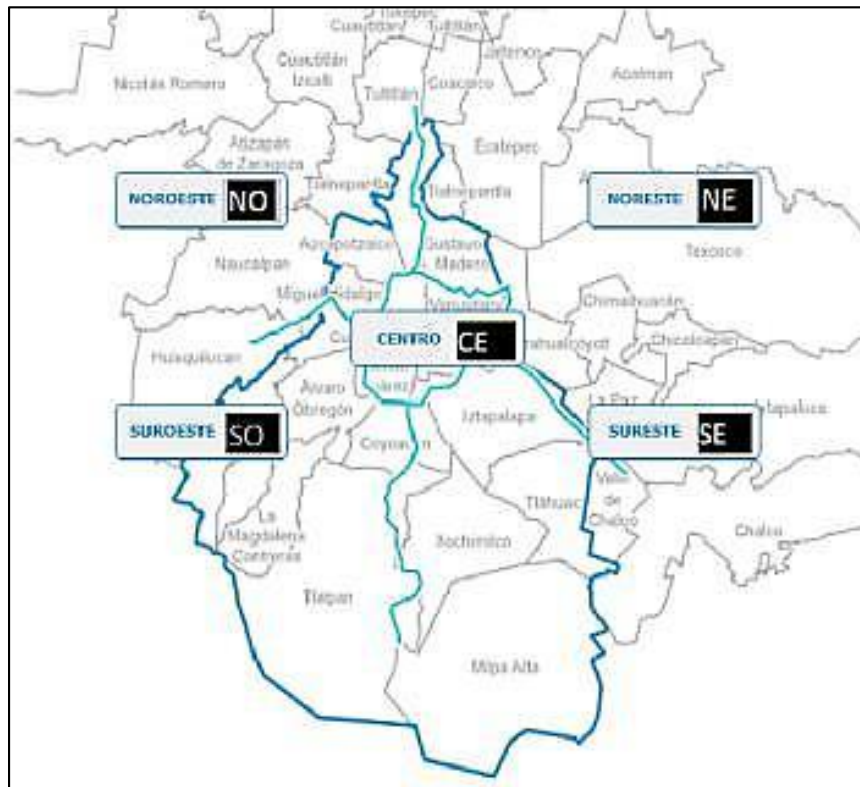 Cuautitlán
Tultitlán
Cuautitlán
Izcalli
Nicolás Romero
Tultitlán
Coacalco
Acolman
Atizapán
de Zaragoza
Ecatepec
Tlalnepantla
Tlalnepantla
NOROESTE NO
NORESTE NE
Azcapotzalco
Gustavo
Madero
Texcoco
Naucalpan
Miguel Hidalgo
Chimalhuacán
CENTRO CE
Chicoloapan
Huixquilucan
Álvaro
Obregón
Iztapalapa
La Paz
SUROESTE SO
SURESTE SE
Coyoacán
Valle
de
Chalco
Tláhuac
La
Magdalena
Contreras
Xochimilco
Chalco
Tlalpan
Milpa Alta